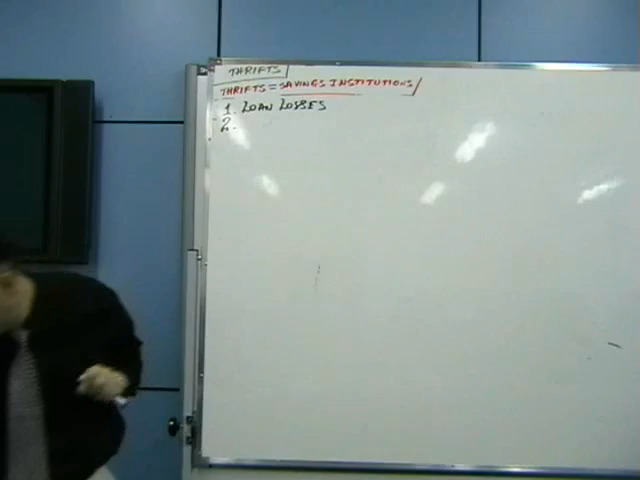 THRIFTS
THRIFTS = SAVINGS INSTITUTIONS
1. LOAN LOSSES
2.